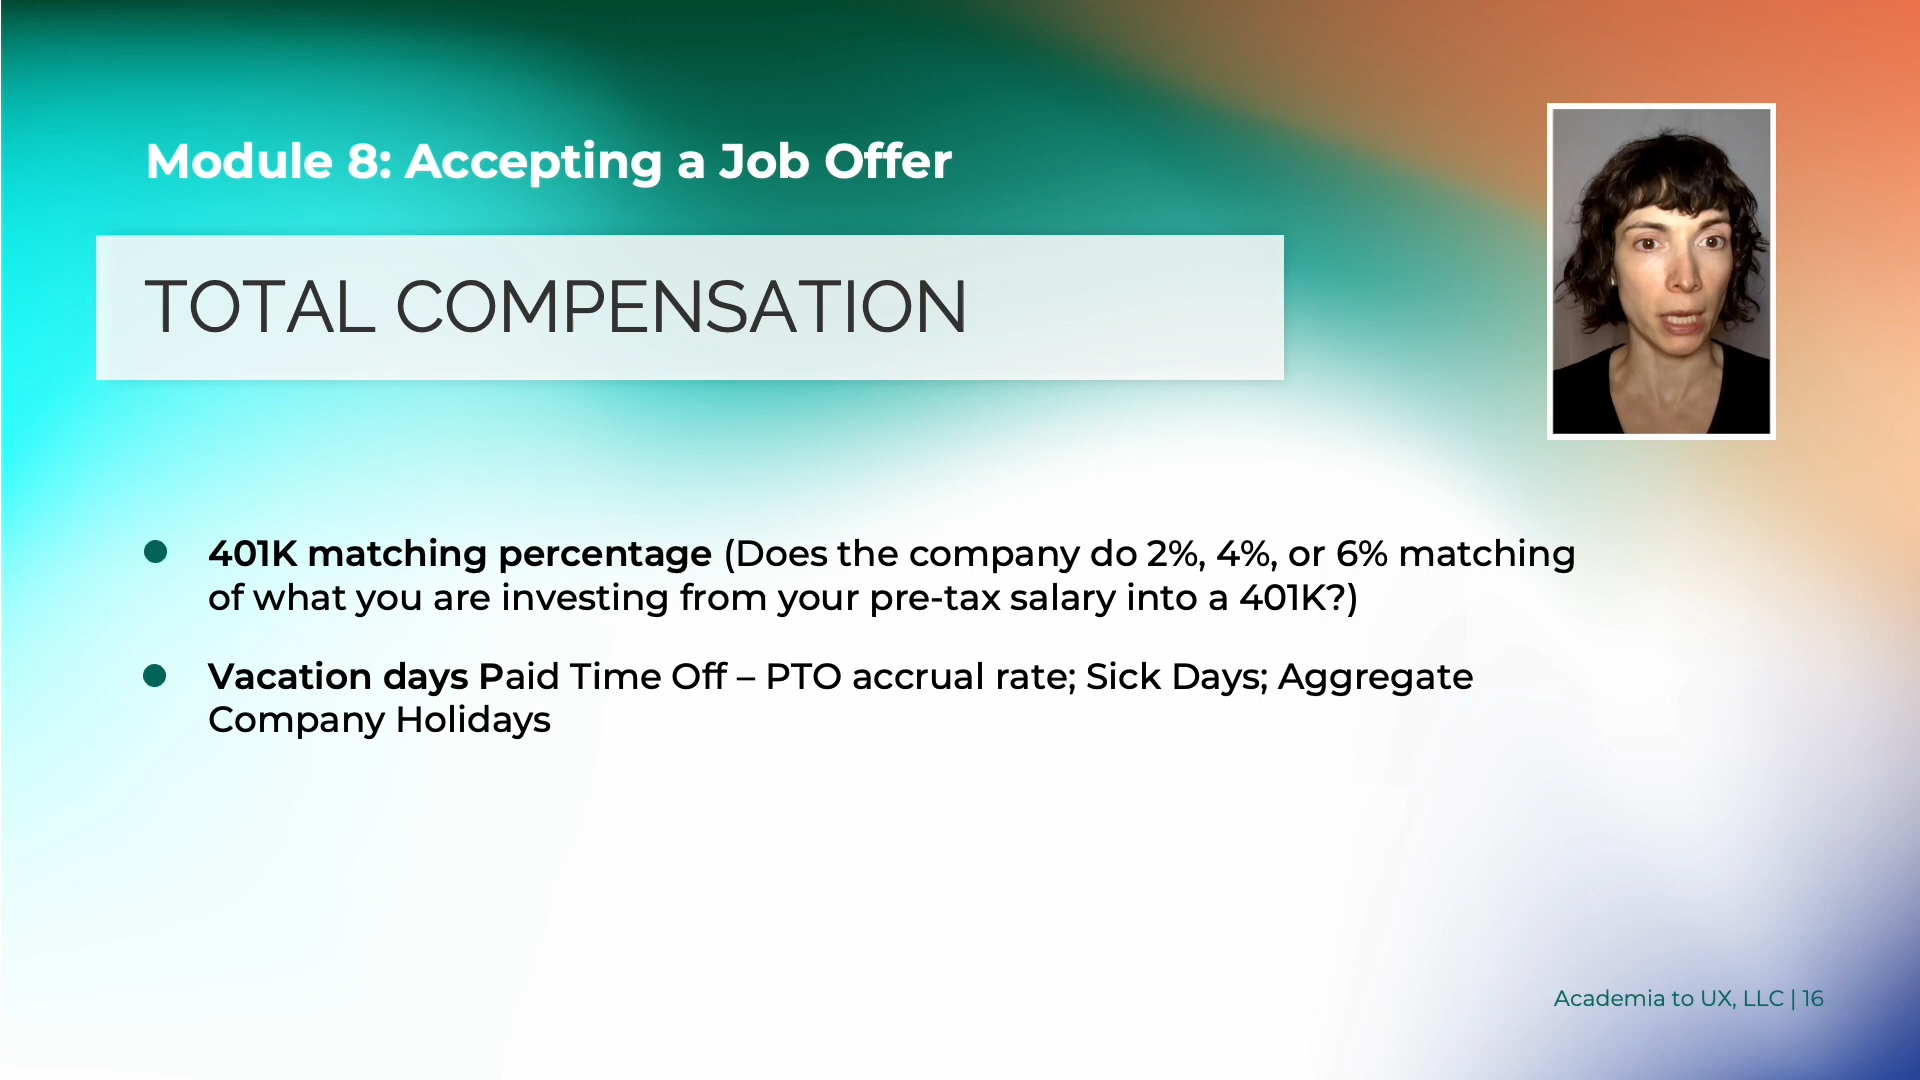 Module 8: Accepting a Job Offer
TOTAL COMPENSATION
401K matching percentage (Does the company do 2%, 4%, or 6% matching
of what you are investing from your pre-tax salary into a 401K?)
Vacation days Paid Time Off – PTO accrual rate; Sick Days; Aggregate
Company Holidays
Academia to UX, LLC | 16